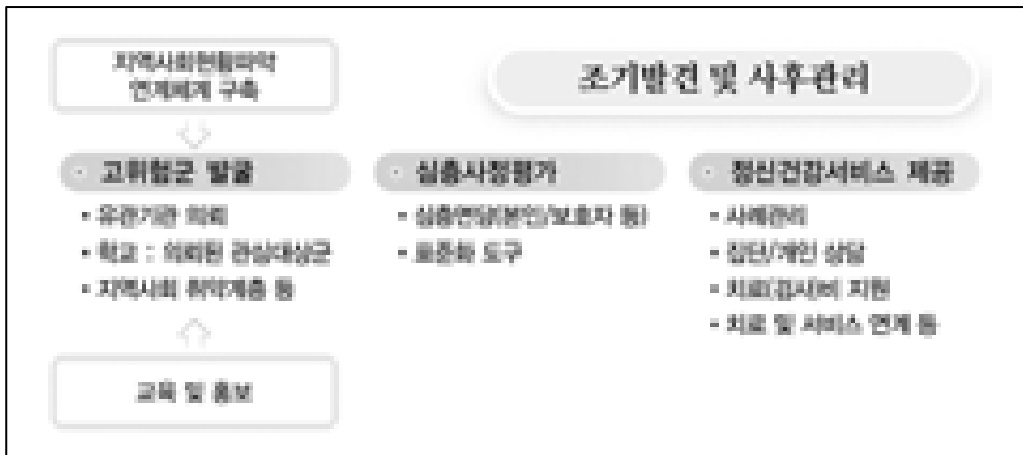 지역사회현황파악
연계체계 구축
조기발견 및 사후관리
고위험군 발굴
• 유관기관 의뢰
• 학교 : 의뢰된 관심대상군
• 지역사회 취약계층 등
교육 및 홍보
심층사정평가
• 심층면담(본인/보호자 등)
• 표준화 도구
정신건강서비스 제공
• 사례관리
• 집단/개인 상담
• 치료(검사)비 지원
• 치료 및 서비스 연계 등